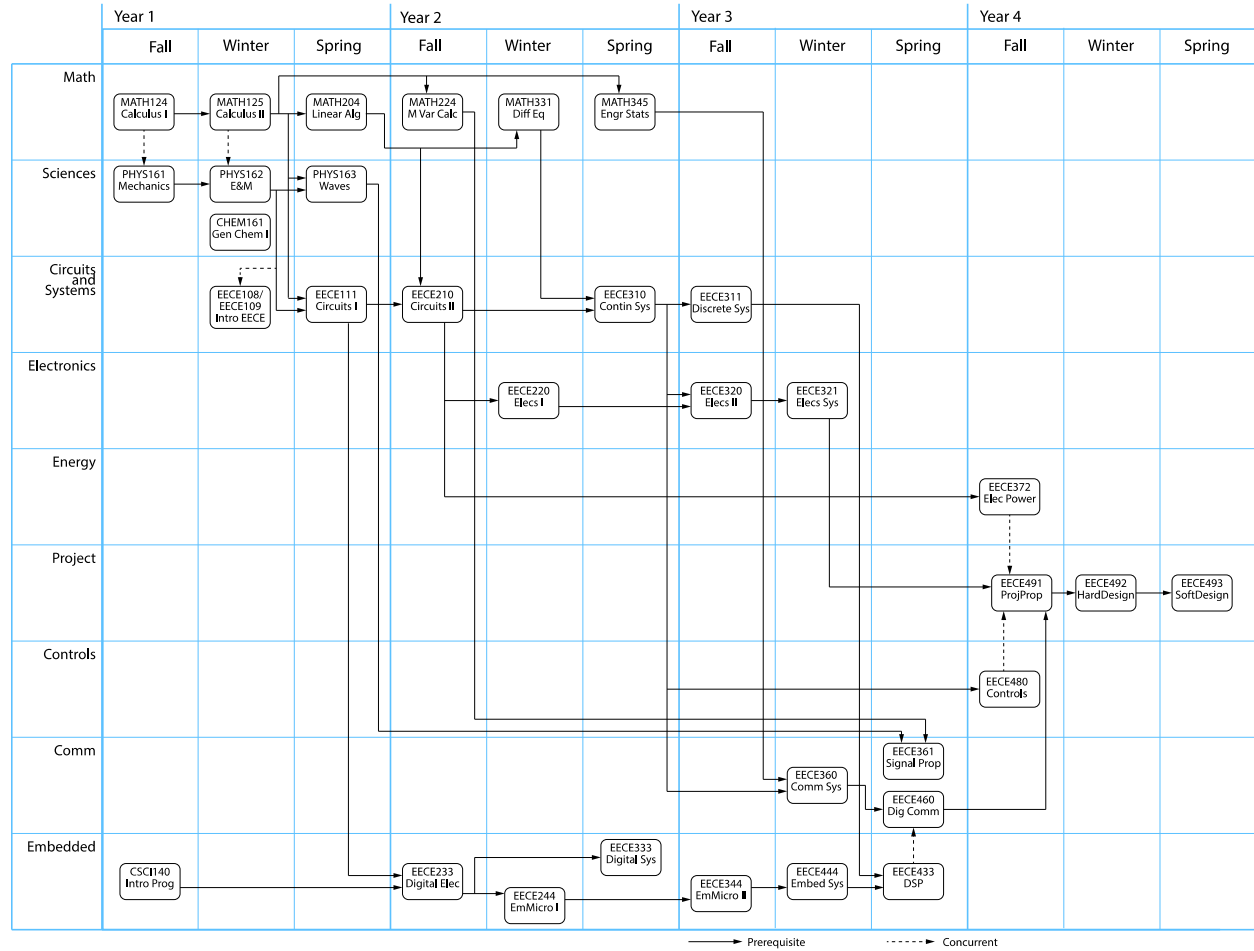 Year 1
Year 2
Year 3
Year 4
Fall
Winter
Spring
Fall
Winter
Spring
Fall
Winter
Spring
Fall
Winter
Spring
Math
MATH124
Calculus I
MATH125
Calculus II
MATH204
Linear Alg
MATH224
M Var Calc
MATH331
Diff Eq
MATH345
Engr Stats
Sciences
PHYS161
Mechanics
PHYS162
E&M
PHYS163
Waves
CHEM161
Gen Chem I
Circuits
and
Systems
EECE108/
EECE109
Intro EECE
EECE111
Circuits I
EECE210
Circuits II
EECE310
Contin Sys
EECE311
Discrete Sys
Electronics
EECE220
Elecs I
EECE320
Elecs II
EECE321
Elecs Sys
Energy
EECE372
Elec Power
Project
EECE491
ProjProp
EECE492
HardDesign
EECE493
SoftDesign
Controls
EECE480
Controls
Comm
EECE361
Signal Prop
EECE360
Comm Sys
EECE460
Dig Comm
Embedded
EECE333
Digital Sys
CSCI140
Intro Prog
EECE233
Digital Elec
EECE244
EmMicro I
EECE344
EmMicro II
EECE444
Embed Sys
EECE433
DSP
Prerequisite
Concurrent